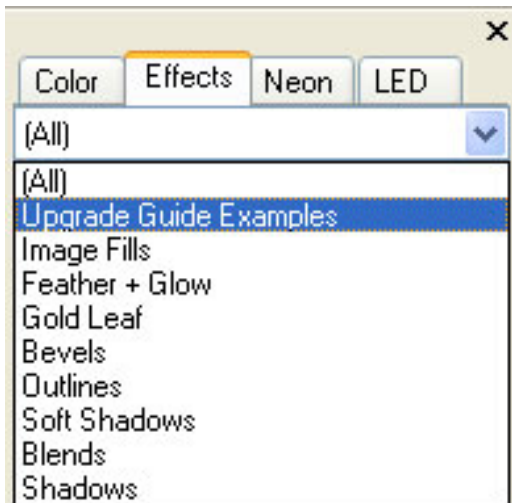 Color Effects Neon LED
(All)
(All)
Upgrade Guide Examples
Image Fills
Feather + Glow
Gold Leaf
Bevels
Outlines
Soft Shadows
Blends
Shadows